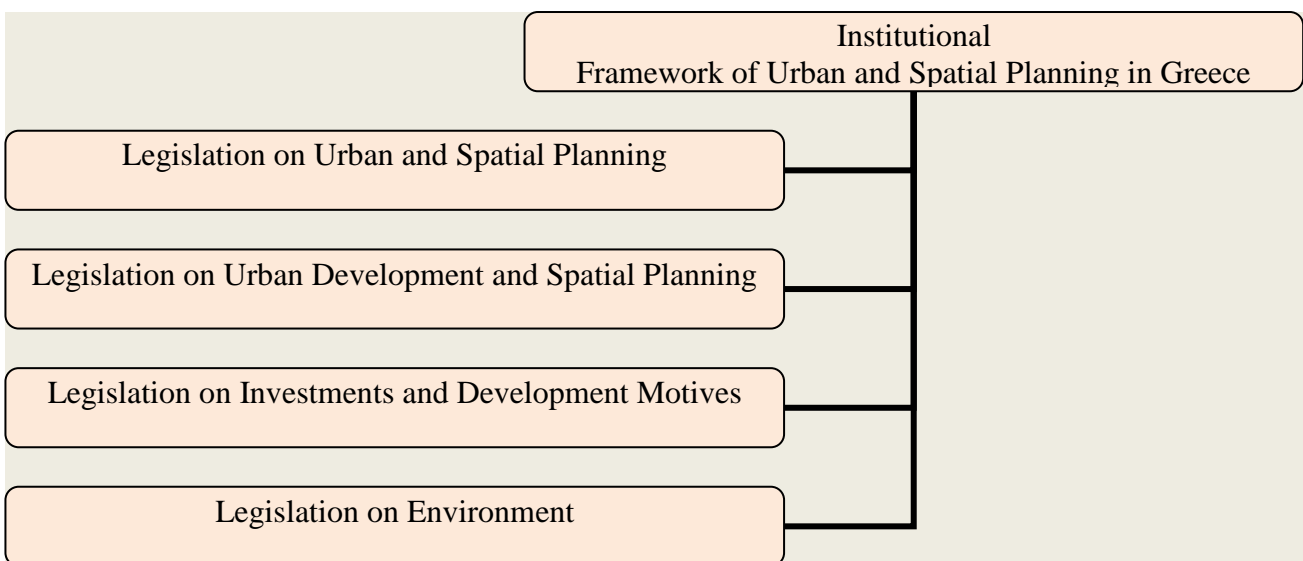 Institutional
Framework of Urban and Spatial Planning in Greece
Legislation on Urban and Spatial Planning
Legislation on Urban Development and Spatial Planning
Legislation on Investments and Development Motives
Legislation on Environment